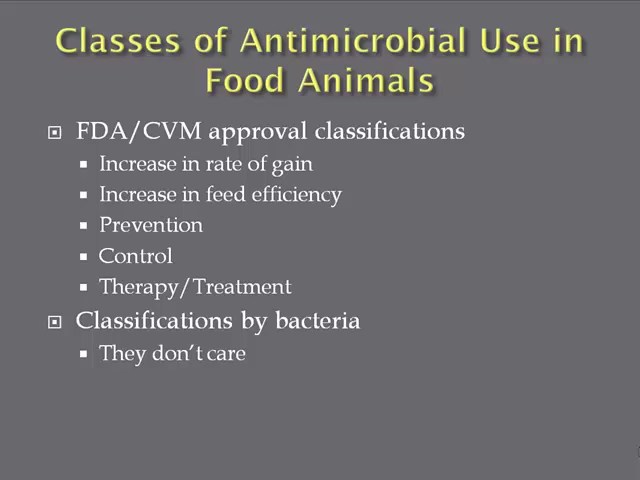 Classes of Antimicrobial Use in
Food Animals
FDA/CVM approval classifications
Increase in rate of gain
Increase in feed efficiency
Prevention
Control
Therapy/Treatment
Classifications by bacteria
They don't care